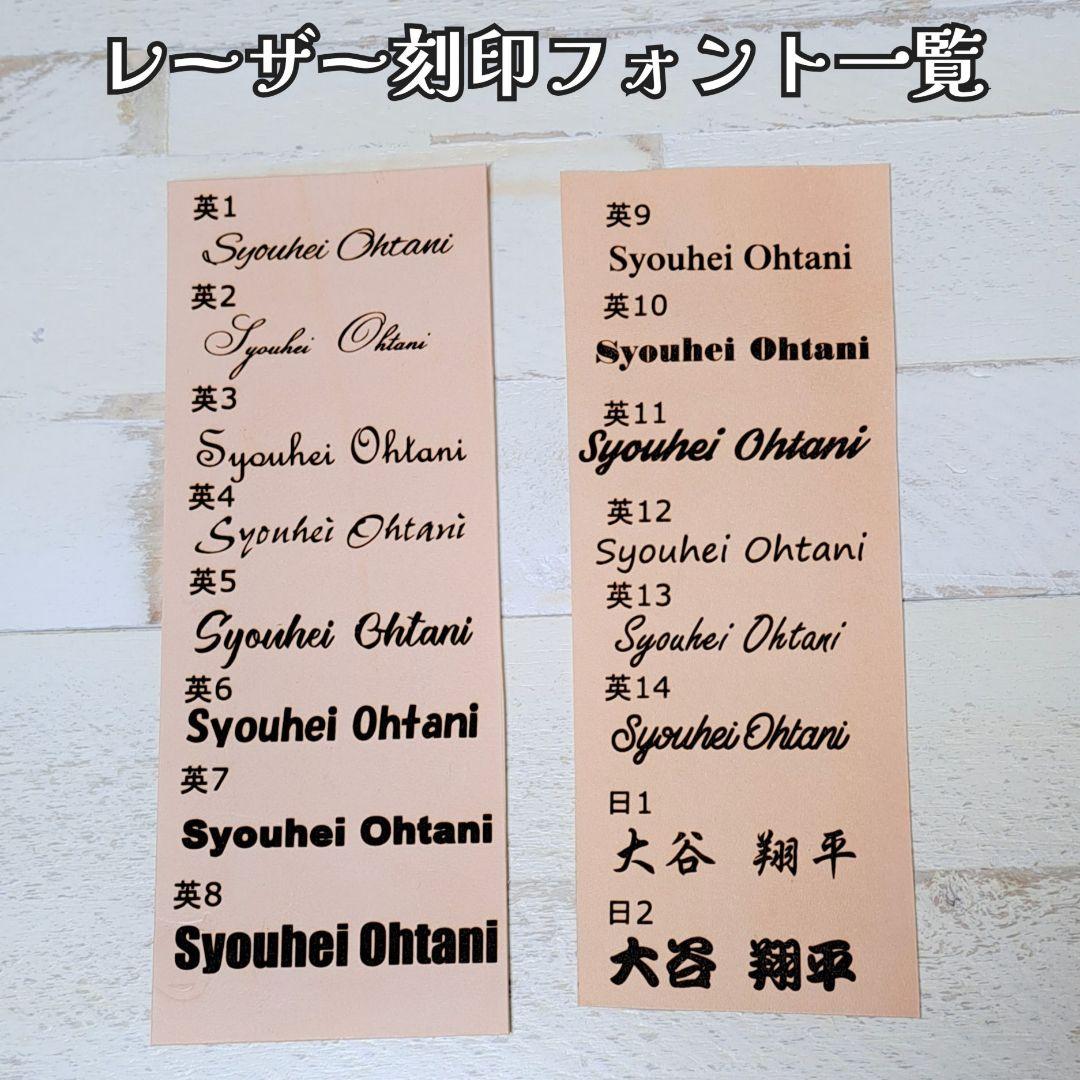 レーザー刻印フォント一覧
英1
Syouhei Ohtani
英2
Syouhei Ohtani
英3
Syouhei Ohtani
英4
Syouhei Ohtani
英5
Syouhei Ohtani
英6
Syouhei Ohtani
英7
Syouhei Ohtani
英8
Syouhei Ohtani
英9
Syouhei Ohtani
英10
Syouhei Ohtani
英11
Syouhei Ohtani
英12
Syouhei Ohtani
英13
Syouhei Ohtani
英14
Syouhei Ohtani
日1
大谷 翔平
日2
大谷 翔平